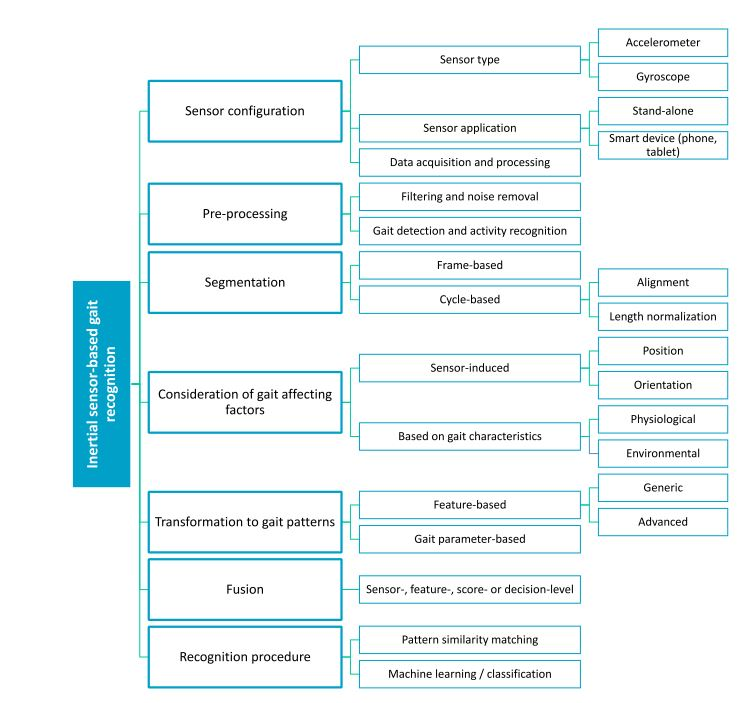 Inertial sensor-based gait
recognition
Sensor configuration
Sensor type
Accelerometer
Gyroscope
Sensor application
Stand-alone
Smart device (phone,
tablet)
Data acquisition and processing
Pre-processing
Filtering and noise removal
Gait detection and activity recognition
Segmentation
Frame-based
Cycle-based
Alignment
Length normalization
Consideration of gait affecting
factors
Sensor-induced
Position
Orientation
Based on gait characteristics
Physiological
Environmental
Transformation to gait patterns
Feature-based
Generic
Advanced
Gait parameter-based
Fusion
Sensor-, feature-, score- or decision-level
Recognition procedure
Pattern similarity matching
Machine learning / classification